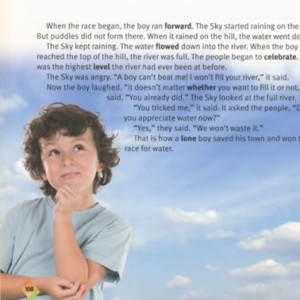 When the race began, the boy ran forward. The Sky started raining on the
But puddles did not form there. When it rained on the hill, the water went do
The Sky kept raining. The water flowed down into the river. When the boy
reached the top of the hill, the river was full. The people began to celebrate.
was the highest level the river had ever been at before.
The Sky was angry. "A boy can't beat me! I won't fill your river," it said.
Now the boy laughed. "It doesn't matter whether you want to fill it or not,
said. "You already did." The Sky looked at the full river.
"You tricked me," it said. It asked the people, "D
you appreciate water now?"
"Yes," they said. "We won't waste it."
That is how a lone boy saved his town and won t
race for water.
108